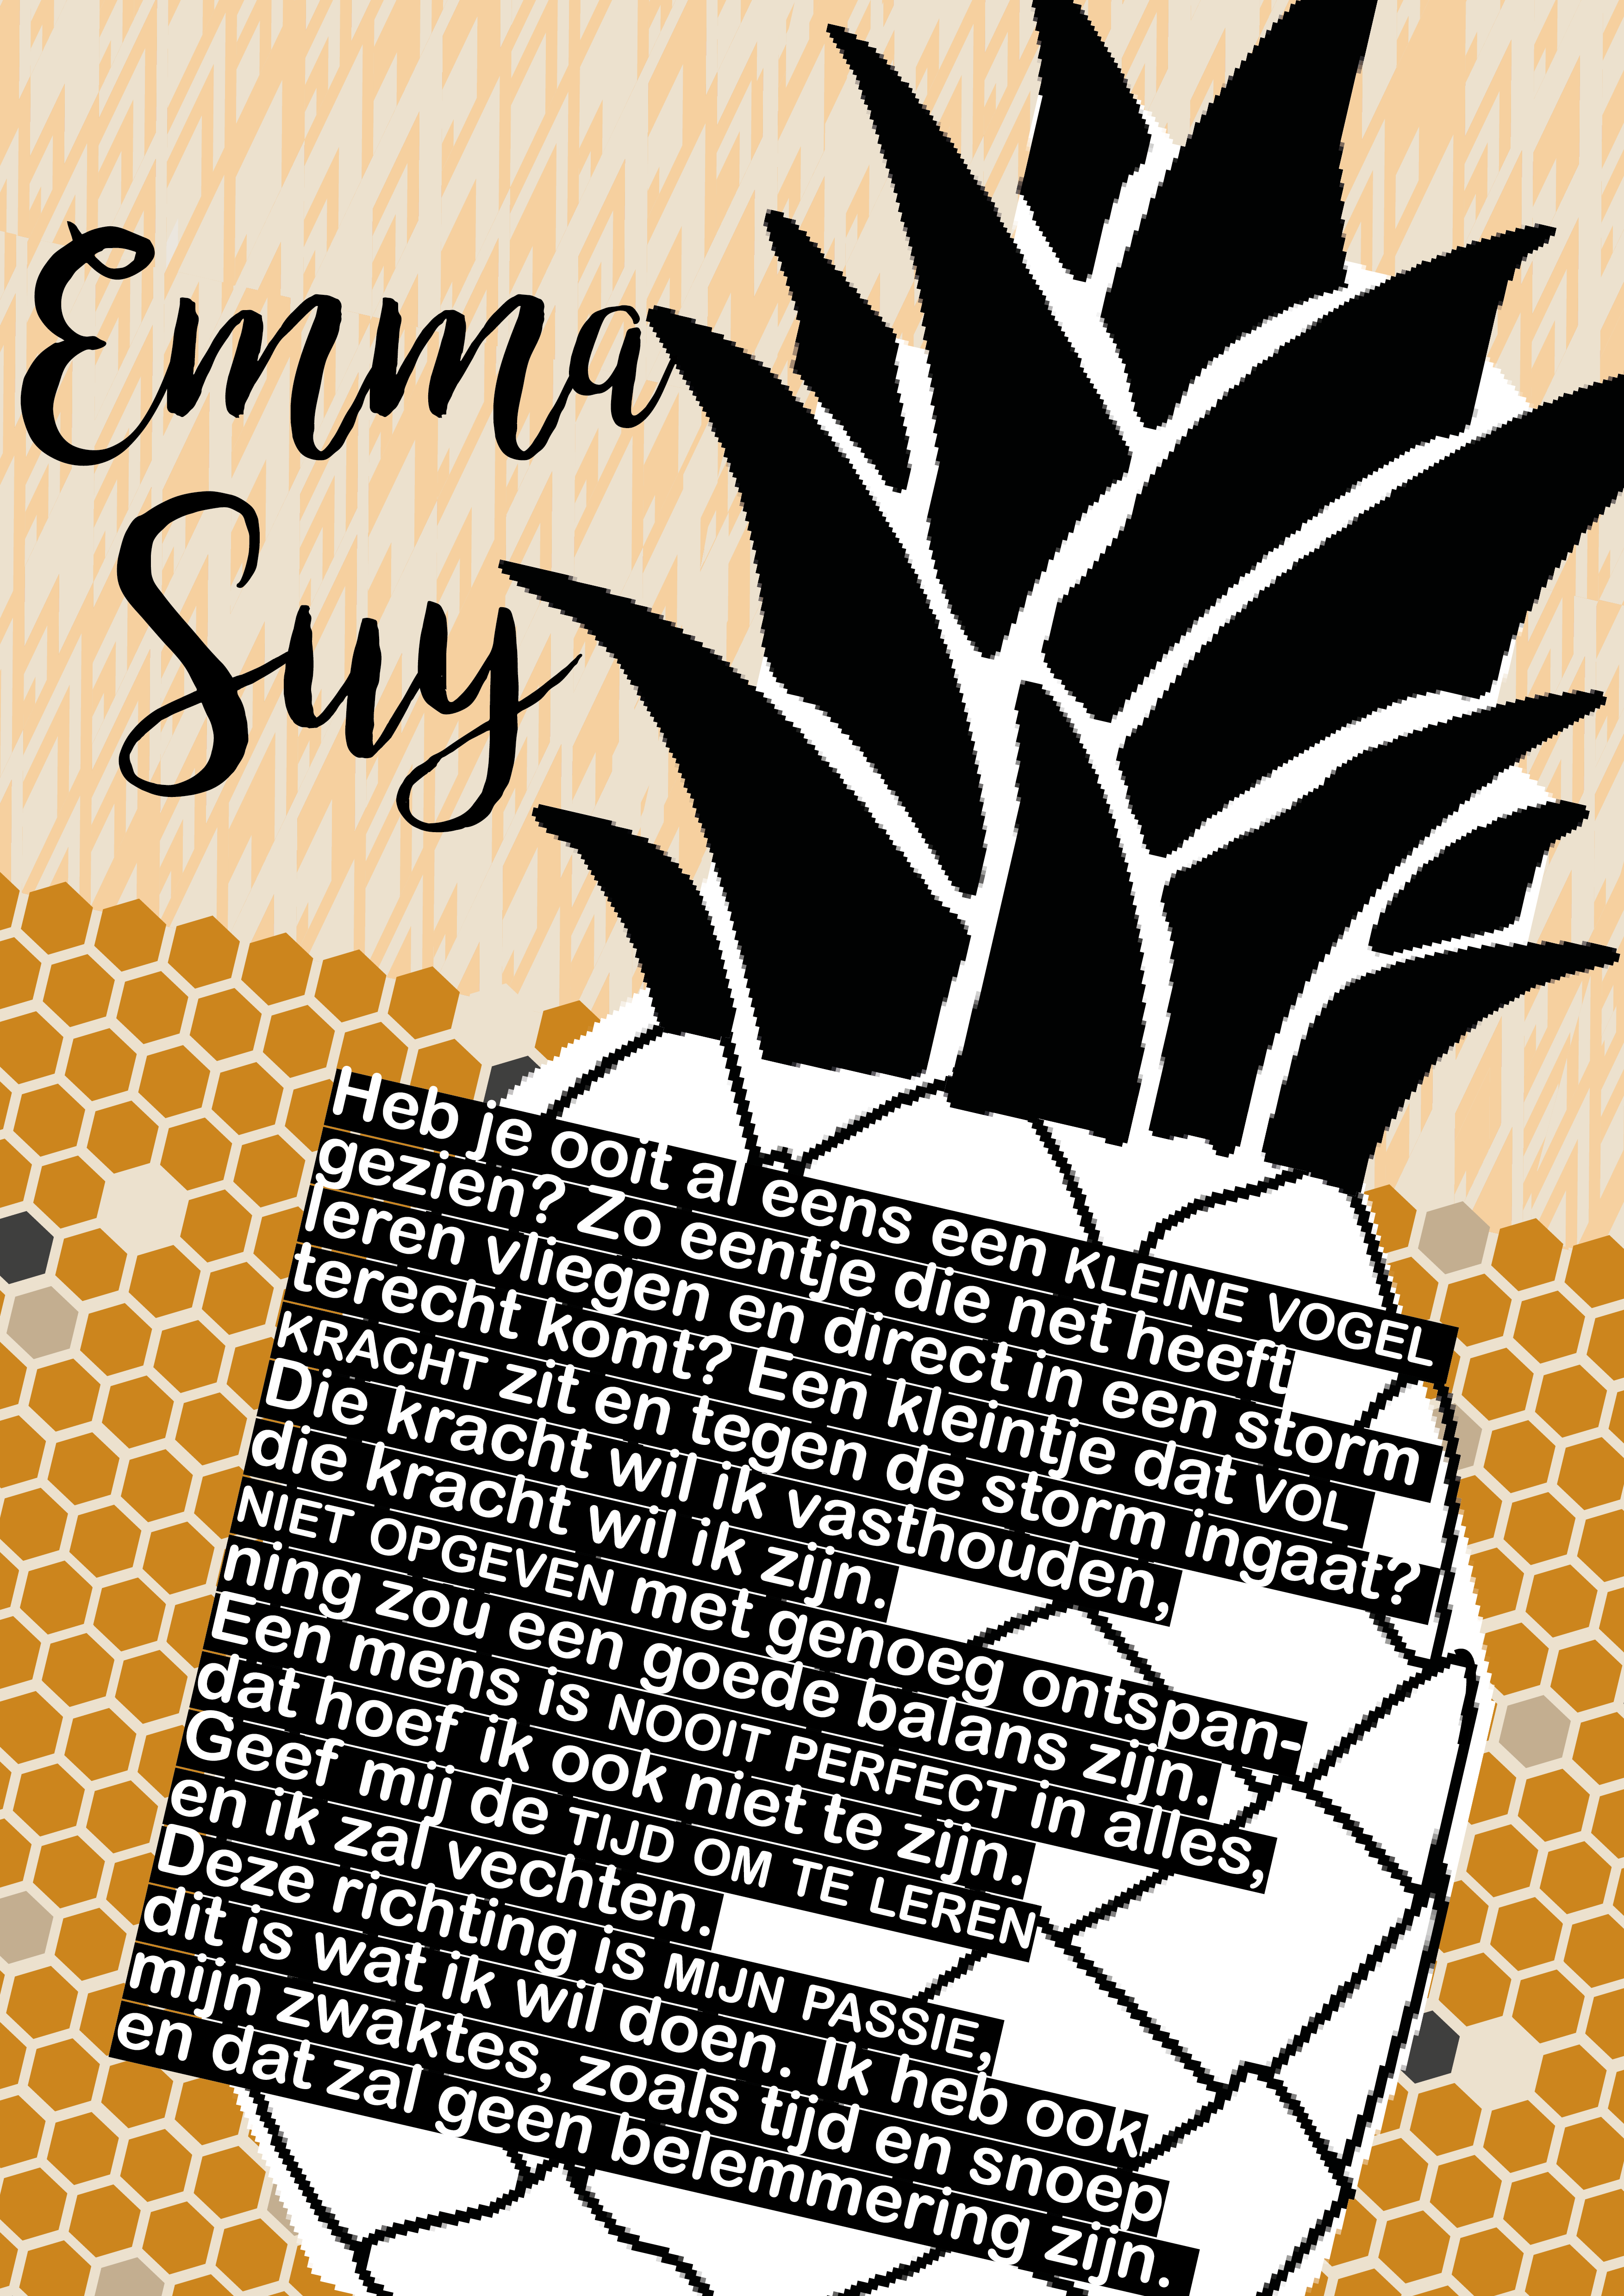 Emma
Suy
Heb je ooit al eens een KLEINE VOGEL
gezien? Zo eentje die net heeft
leren vliegen en direct in een storm
terecht komt? Een kleintje dat VOL
KRACHT zit en tegen de storm ingaat?
Die kracht wil ik vasthouden,
die kracht wil ik zijn.
NIET OPGEVEN met genoeg ontspan-
ning zou een goede balans zijn.
Een mens is NOOIT PERFECT in alles,
dat hoef ik ook niet te zijn.
Geef mij de TIJD OM TE LEREN
en ik zal vechten.
Deze richting is MIJN PASSIE,
dit is wat ik wil doen. Ik heb ook
mijn zwaktes, zoals tijd en snoep
en dat zal geen belemmering zijn.